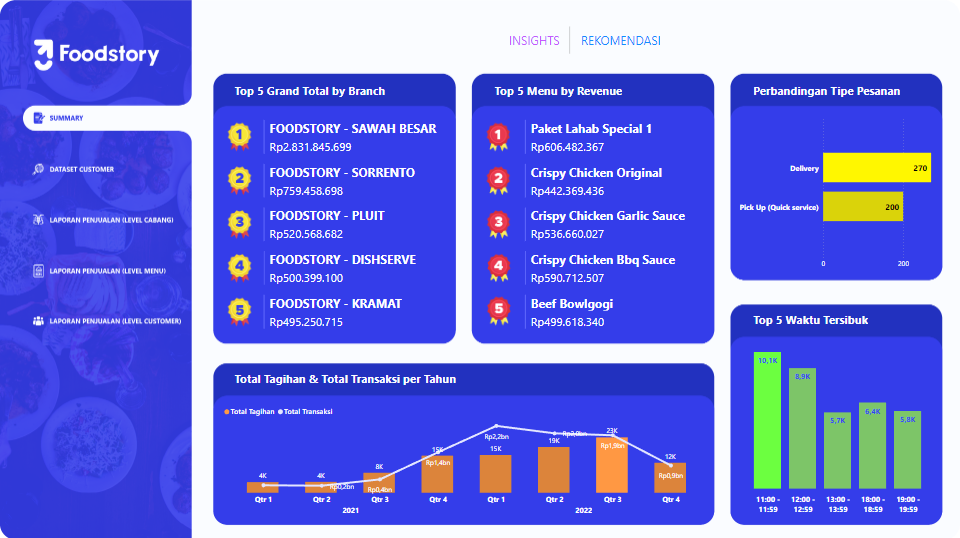 Foodstory
SUMMARY
DATASET CUSTOMER
LAPORAN PENJUALAN (LEVEL CABANG)
LAPORAN PENJUALAN (LEVEL MENU)
LAPORAN PENJUALAN (LEVEL CUSTOMER)
INSIGHTS
REKOMENDASI
Top 5 Grand Total by Branch
1
FOODSTORY - SAWAH BESAR
Rp2.831.845.699
2
FOODSTORY - SORRENTO
Rp759.458.698
3
FOODSTORY - PLUIT
Rp520.568.682
4
FOODSTORY - DISHSERVE
Rp500.399.100
5
FOODSTORY - KRAMAT
Rp495.250.715
Top 5 Menu by Revenue
1
Paket Lahab Special 1
Rp606.482.367
2
Crispy Chicken Original
Rp442.369.436
3
Crispy Chicken Garlic Sauce
Rp536.660.027
4
Crispy Chicken Bbq Sauce
Rp590.712.507
5
Beef Bowlgogi
Rp499.618.340
Perbandingan Tipe Pesanan
Delivery
270
Pick Up (Quick service)
200
0
200
Total Tagihan & Total Transaksi per Tahun
Total Tagihan
Total Transaksi
4K
4K
8K
15K
15K
19K
23K
12K
Rp0,2bn
Rp0,4bn
Rp1,4bn
Rp2,2bn
Rp1,9bn
Rp0,9bn
Qtr 1
Qtr 2
Qtr 3
Qtr 4
Qtr 1
Qtr 2
Qtr 3
Qtr 4
2021
2022
Top 5 Waktu Tersibuk
10,1K
8,9K
5,7K
6,4K
5,8K
11:00 -
11:59
12:00 -
12:59
13:00 -
13:59
18:00 -
18:59
19:00 -
19:59